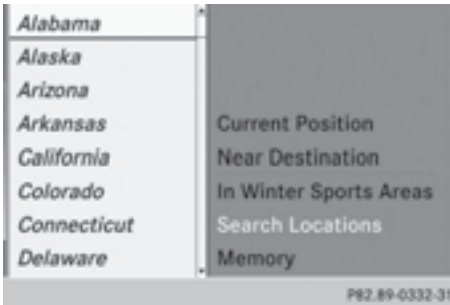 Alabama
Alaska
Arizona
Arkansas
California
Colorado
Connecticut
Delaware
Current Position
Near Destination
In Winter Sports Areas
Search Locations
Memory
P82.89-0332-31